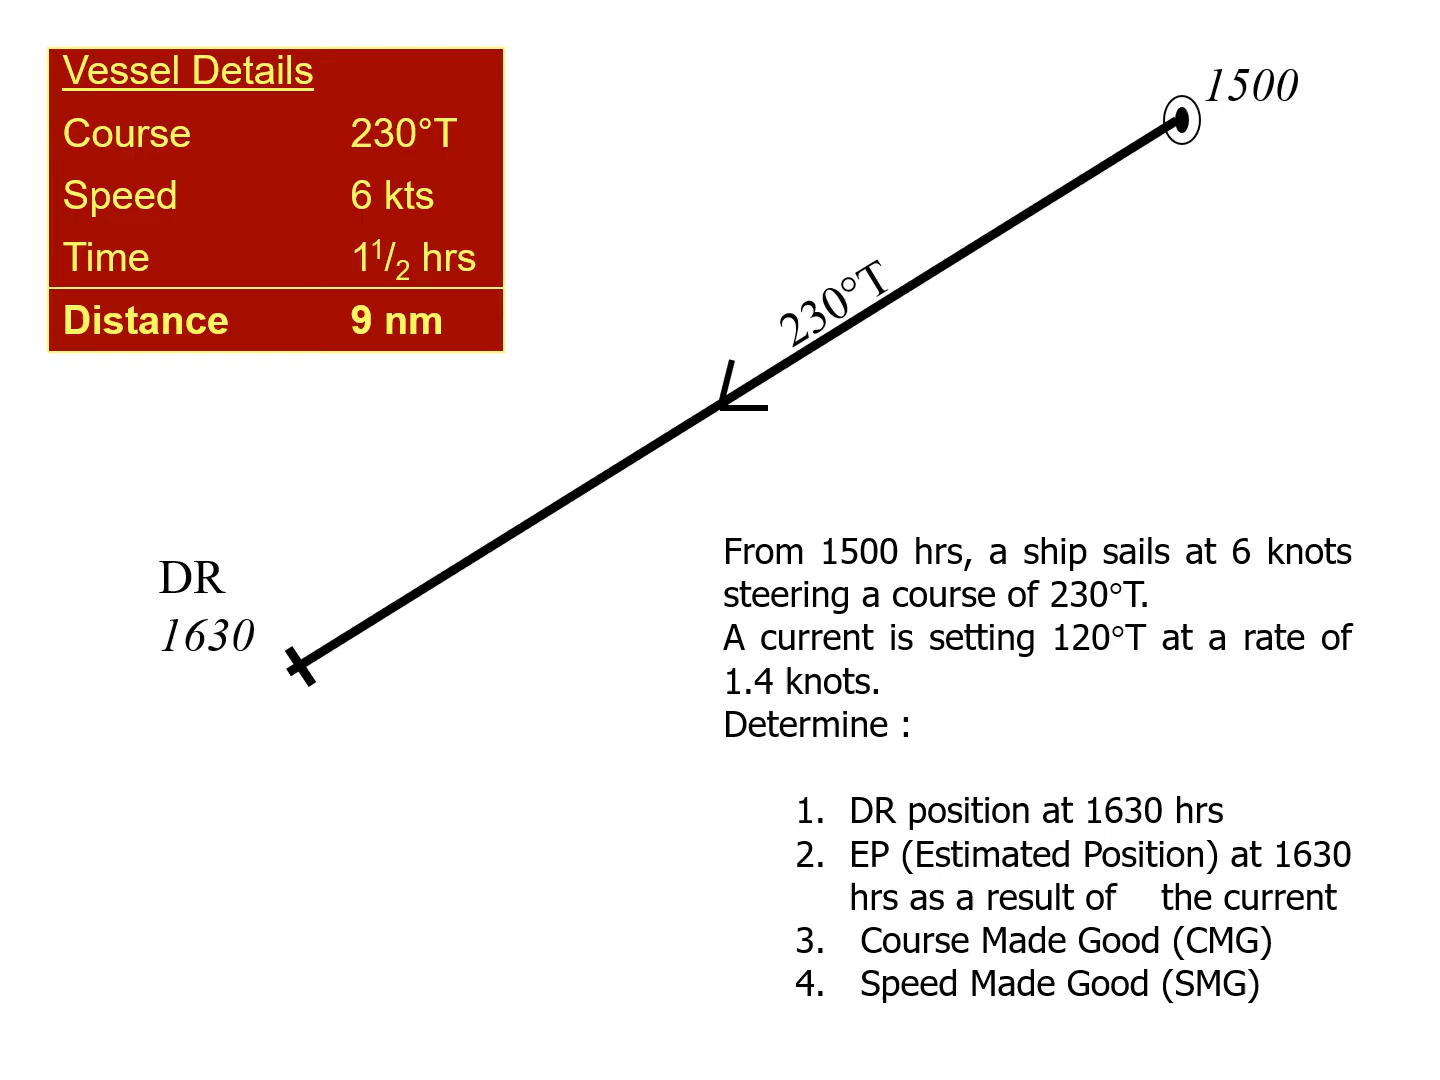 Vessel Details
Course 230°T
Speed 6 kts
Time 1 1/2 hrs
Distance 9 nm
1500
230°T
DR
1630
From 1500 hrs, a ship sails at 6 knots
steering a course of 230°T.
A current is setting 120°T at a rate of
1.4 knots.
Determine :
1. DR position at 1630 hrs
2. EP (Estimated Position) at 1630
hrs as a result of the current
3. Course Made Good (CMG)
4. Speed Made Good (SMG)